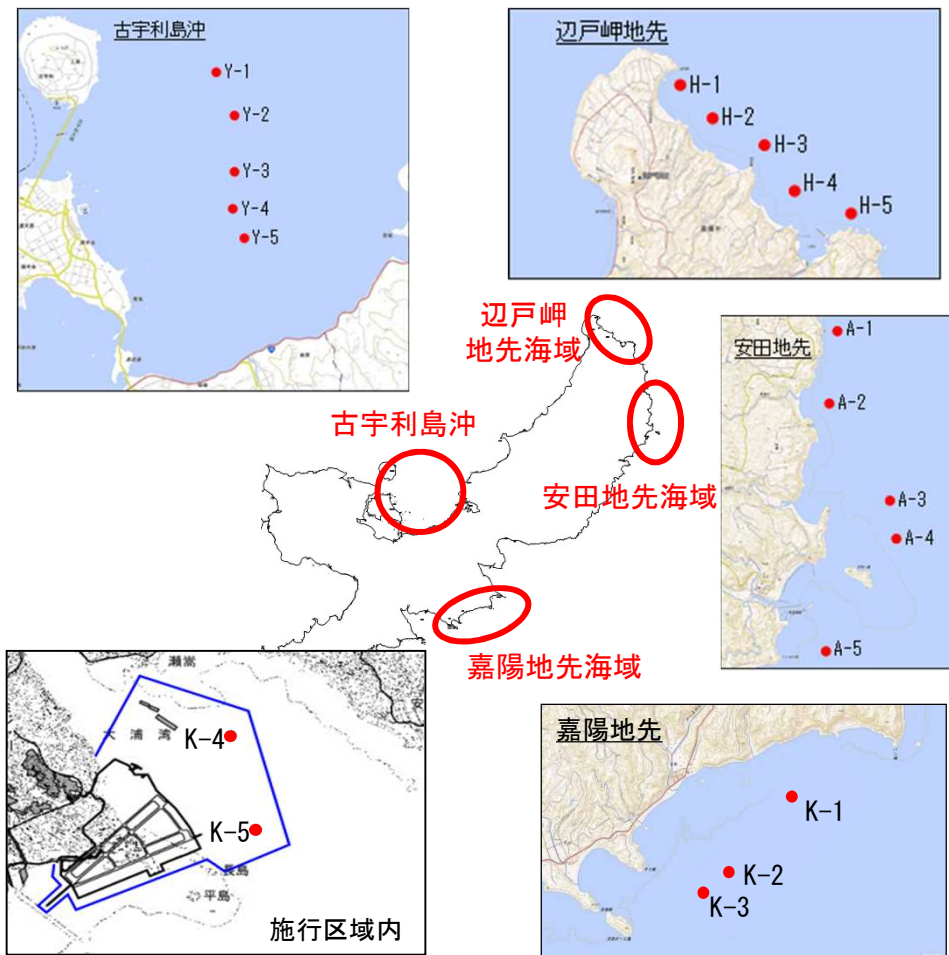 古宇利島沖
Y-1
Y-2
Y-3
Y-4
Y-5
辺戸岬地先
H-1
H-2
H-3
H-4
H-5
辺戸岬
地先海域
古宇利島沖
安田地先海域
嘉陽地先海域
安田地先
A-1
A-2
A-3
A-4
A-5
瀬嵩
大浦湾
K-4
K-5
長島
平島
施行区域内
嘉陽地先
K-1
K-2
K-3